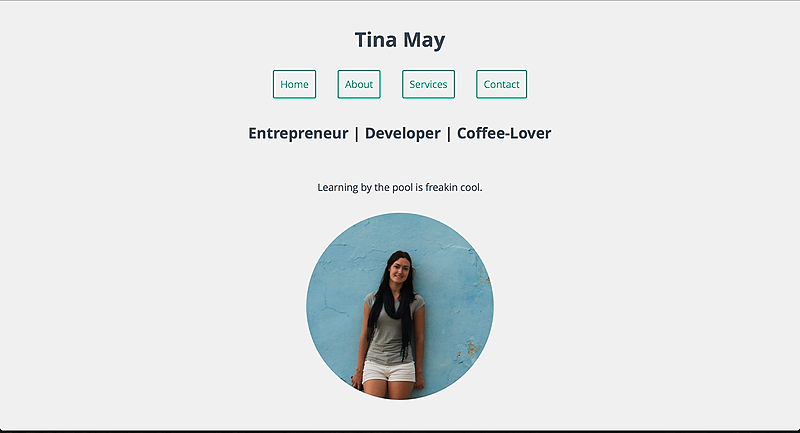 Tina May
Home About Services Contact
Entrepreneur | Developer | Coffee-Lover
Learning by the pool is freakin cool.